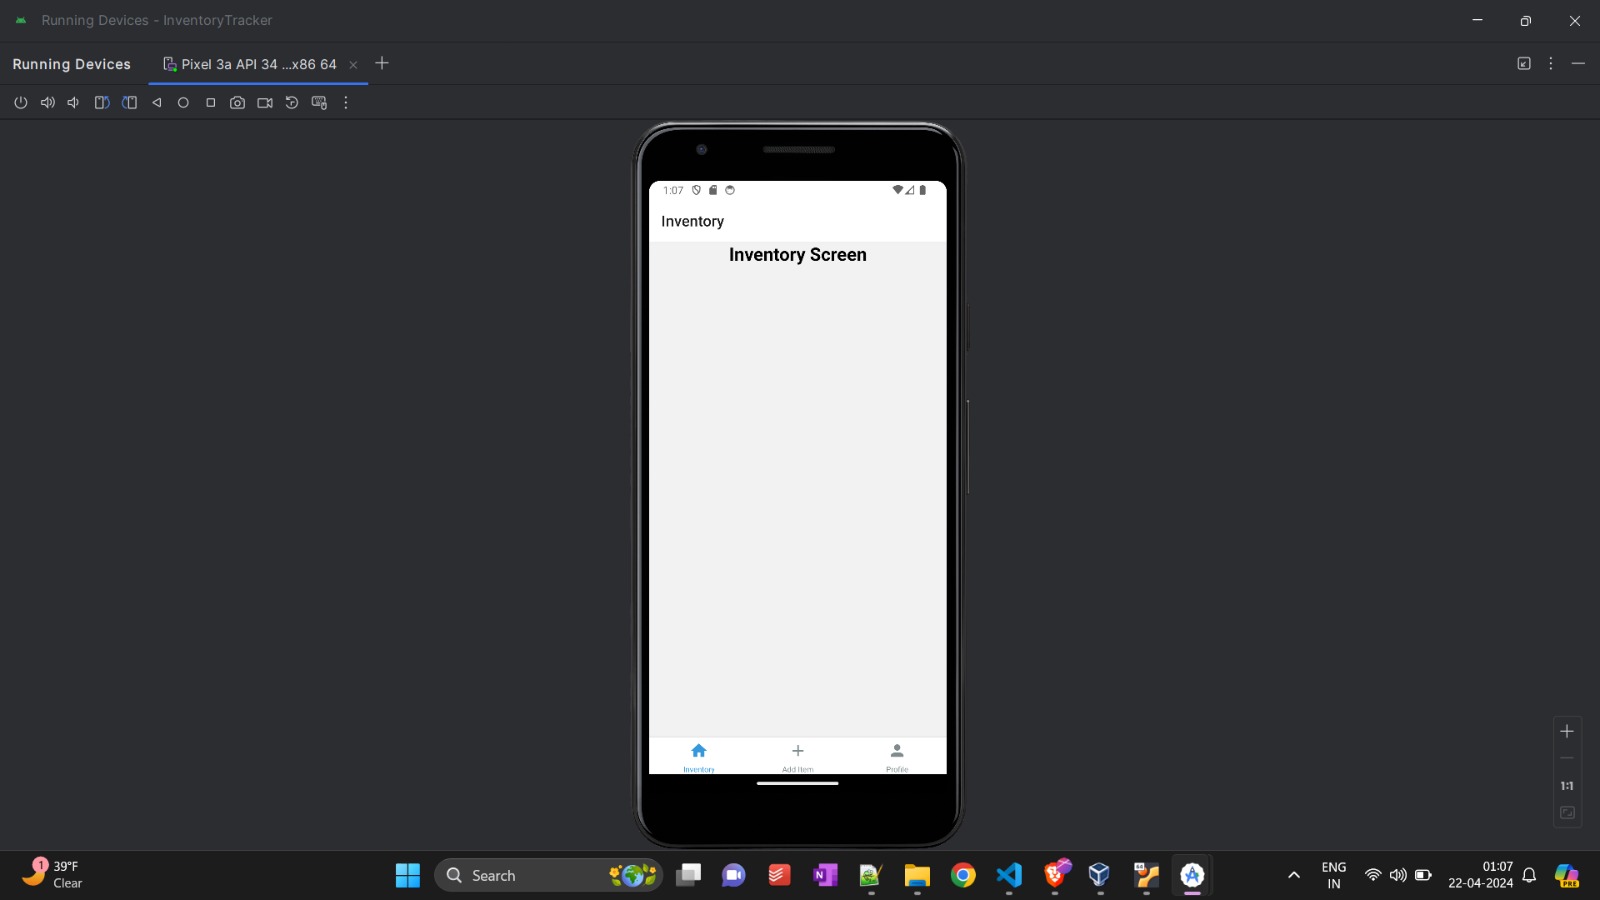 Running Devices - InventoryTracker
Running Devices
Pixel 3a API 34 ...x86 64
1:07
Inventory
Inventory Screen
Inventory
Add Item
Profile
1:1
1
39°F
Clear
Search
ENG
IN
01:07
22-04-2024
PRE